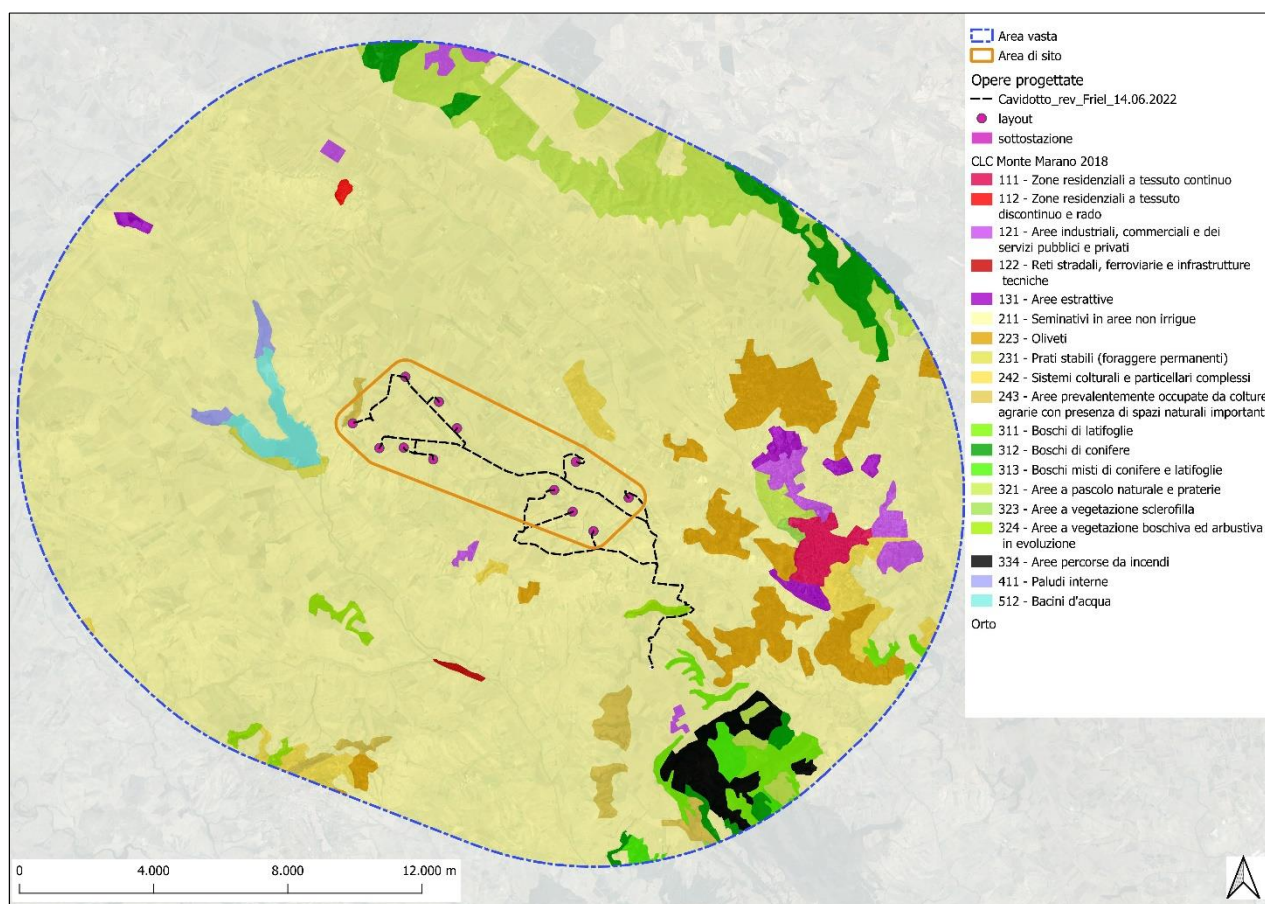 Area vasta
Area di sito
Opere progettate
Cavidotto_rev_Friel_14.06.2022
layout
sottostazione
CLC Monte Marano 2018
111 - Zone residenziali a tessuto continuo
112 - Zone residenziali a tessuto
discontinuo e rado
121 - Aree industriali, commerciali e dei
servizi pubblici e privati
122 - Reti stradali, ferroviarie e infrastrutture
tecniche
131 - Aree estrattive
211 - Seminativi in aree non irrigue
223 - Oliveti
231 - Prati stabili (foraggere permanenti)
242 - Sistemi colturali e particellari complessi
243 - Aree prevalentemente occupate da colture
agrarie con presenza di spazi naturali important
311 - Boschi di latifoglie
312 - Boschi di conifere
313 - Boschi misti di conifere e latifoglie
321 - Aree a pascolo naturale e praterie
323 - Aree a vegetazione sclerofilla
324 - Aree a vegetazione boschiva ed arbustiva
in evoluzione
334 - Aree percorse da incendi
411 - Paludi interne
512 - Bacini d'acqua
Orto
0 4.000 8.000 12.000 m